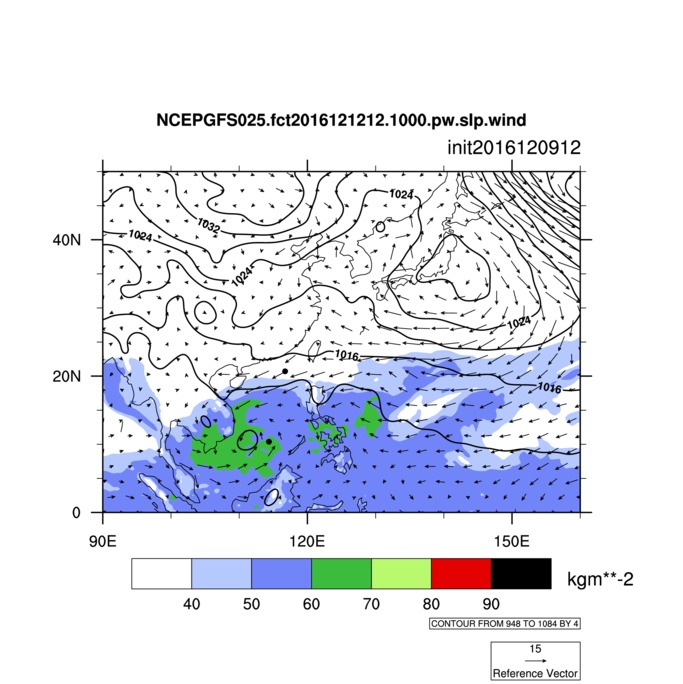 NCEPGFS025.fct2016121212.1000.pw.slp.wind
init2016120912
1024
1032
1024
1024
1024
1016
1016
40N
20N
0
90E 120E 150E
40 50 60 70 80 90
kgm**-2
CONTOUR FROM 948 TO 1084 BY 4
15
Reference Vector